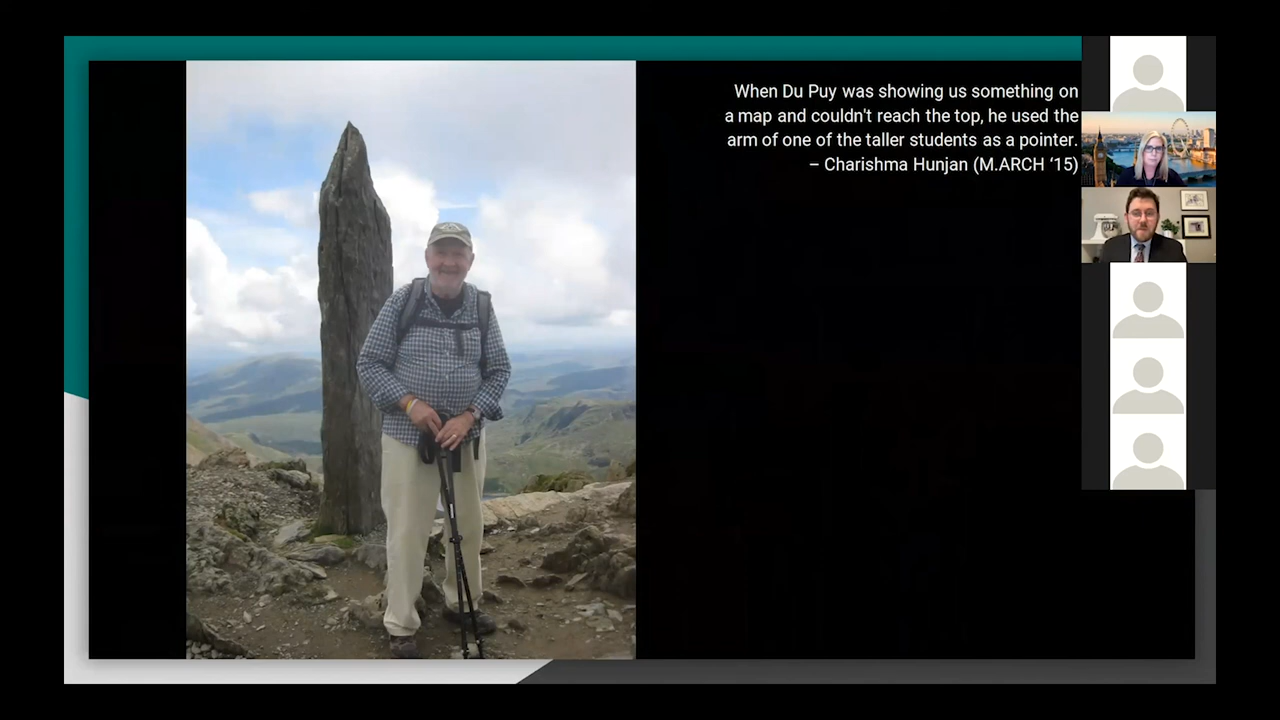 When Du Puy was showing us something on
a map and couldn't reach the top, he used the
arm of one of the taller students as a pointer.
– Charishma Hunjan (M.ARCH ‘15)